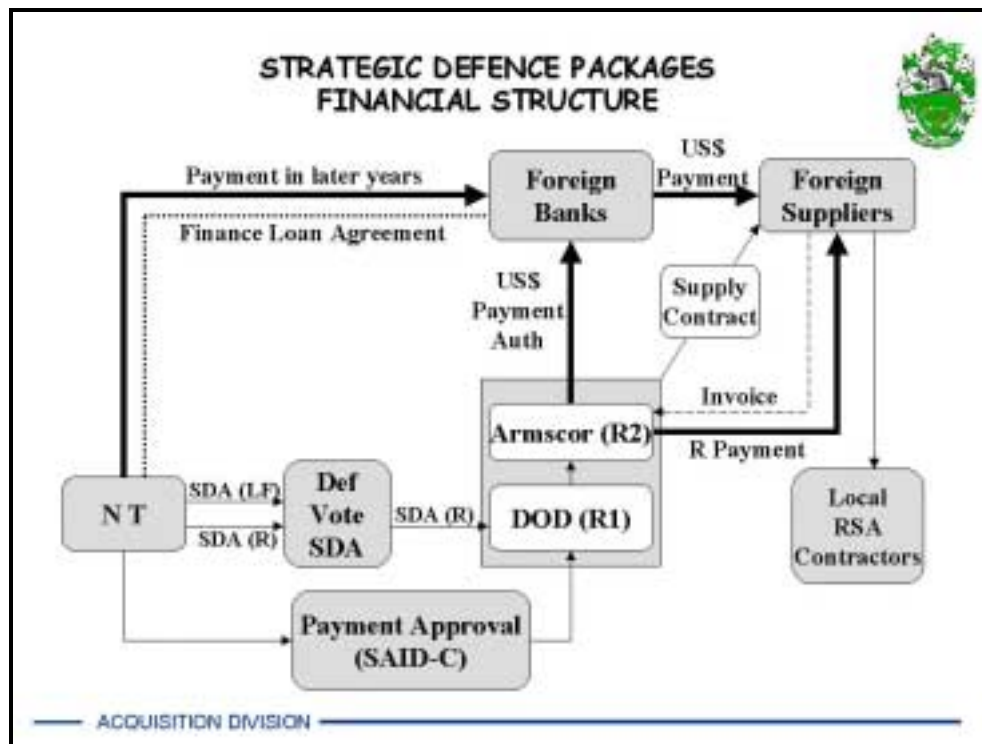 STRATEGIC DEFENCE PACKAGES
FINANCIAL STRUCTURE
Payment in later years
Foreign
Banks
US$
Payment
Foreign
Suppliers
Finance Loan Agreement
US$
Payment
Auth
Supply
Contract
Invoice
Armscor (R2)
R Payment
N T
SDA (LF)
SDA (R)
Def
Vote
SDA
SDA (R)
DOD (R1)
Local
RSA
Contractors
Payment Approval
(SAID-C)
ACQUISITION DIVISION